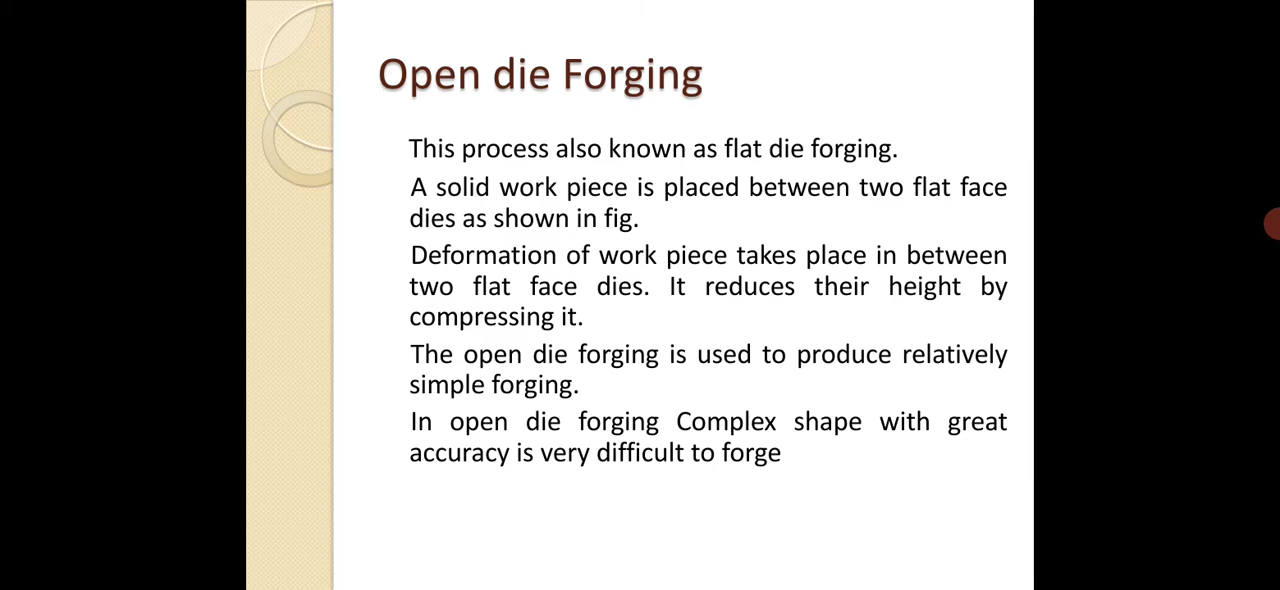 Open die Forging
This process also known as flat die forging.
A solid work piece is placed between two flat face
dies as shown in fig.
Deformation of work piece takes place in between
two flat face dies. It reduces their height by
compressing it.
The open die forging is used to produce relatively
simple forging.
In open die forging Complex shape with great
accuracy is very difficult to forge